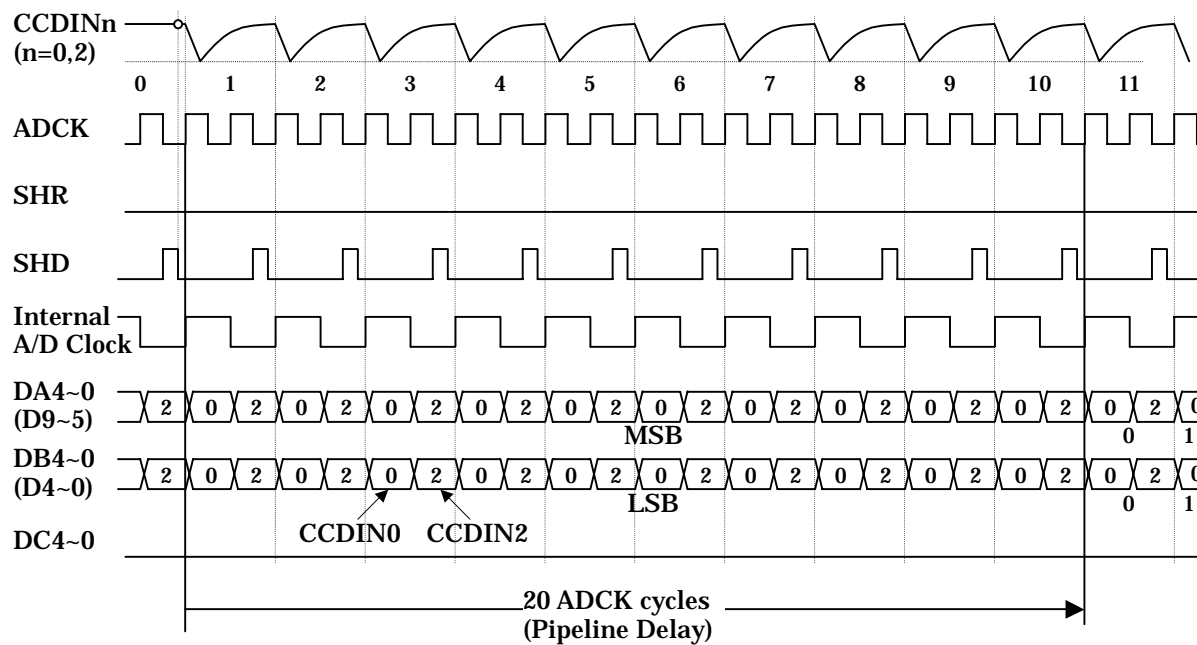 CCDINn
(n=0,2)
0 1 2 3 4 5 6 7 8 9 10 11
ADCK
SHR
SHD
Internal
A/D Clock
DA4~0
(D9~5)
2 0 2 0 2 0 2 0 2 0 2 0 2 0 2 0 2 0 2 0 2 0 2 0
MSB
0 1
DB4~0
(D4~0)
2 0 2 0 2 0 2 0 2 0 2 0 2 0 2 0 2 0 2 0 2 0 2 0
LSB
0 1
CCDIN0 CCDIN2
DC4~0
20 ADCK cycles
(Pipeline Delay)